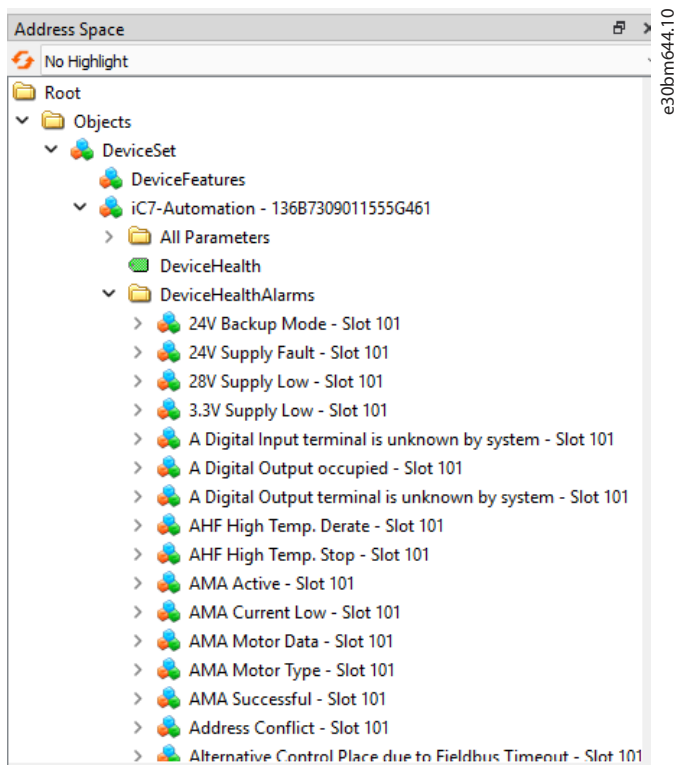 Address Space
e30bm644.10
No Highlight
Root
Objects
DeviceSet
DeviceFeatures
iC7-Automation - 136B7309011555G461
All Parameters
DeviceHealth
DeviceHealthAlarms
24V Backup Mode - Slot 101
24V Supply Fault - Slot 101
28V Supply Low - Slot 101
3.3V Supply Low - Slot 101
A Digital Input terminal is unknown by system - Slot 101
A Digital Output occupied - Slot 101
A Digital Output terminal is unknown by system - Slot 101
AHF High Temp. Derate - Slot 101
AHF High Temp. Stop - Slot 101
AMA Active - Slot 101
AMA Current Low - Slot 101
AMA Motor Data - Slot 101
AMA Motor Type - Slot 101
AMA Successful - Slot 101
Address Conflict - Slot 101
Alternative Control Place due to Fieldbus Timeout - Slot 101